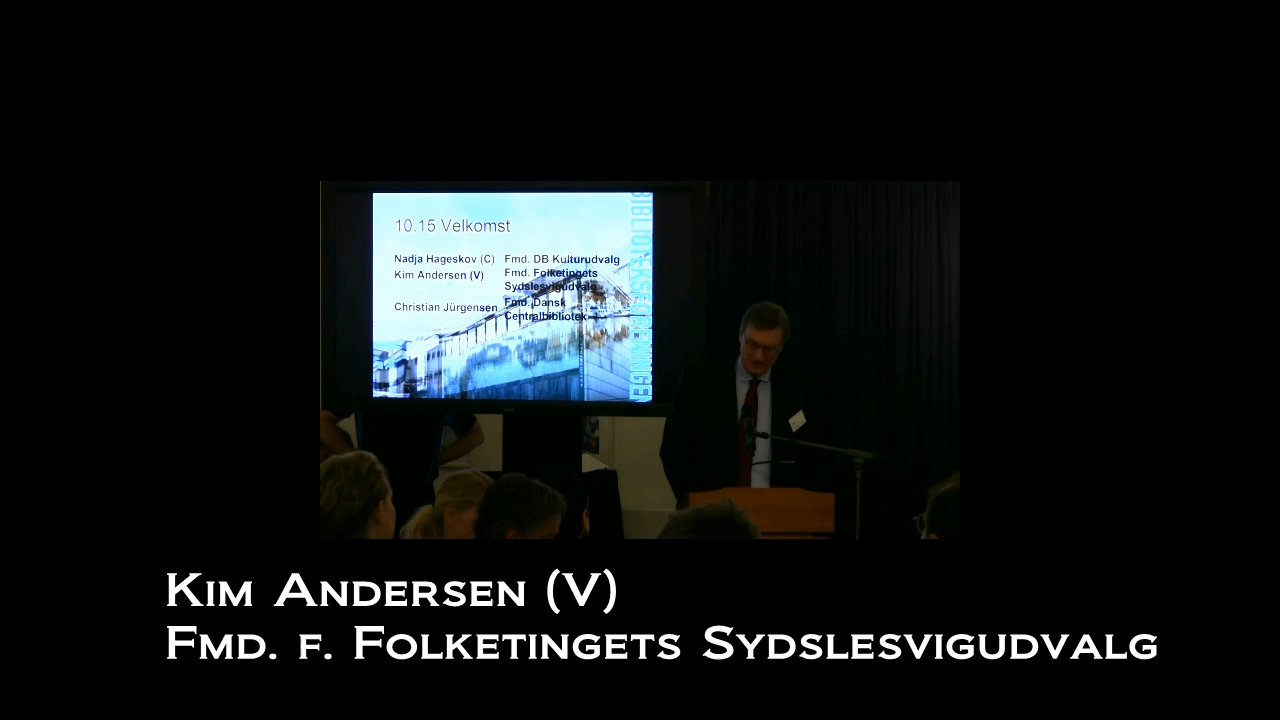 10.15 Velkomst
Nadja Hageskov (C) Fmd. DB Kulturudvalg
Kim Andersen (V) Fmd. Folketingets
Sydslesvigudvalg
Christian Jürgensen Fmd. Dansk
Centralbibliotek
BIBLIOTEKSFORENINGEN
Kim Andersen (V)
Fmd. f. Folketingets Sydslesvigudvalg